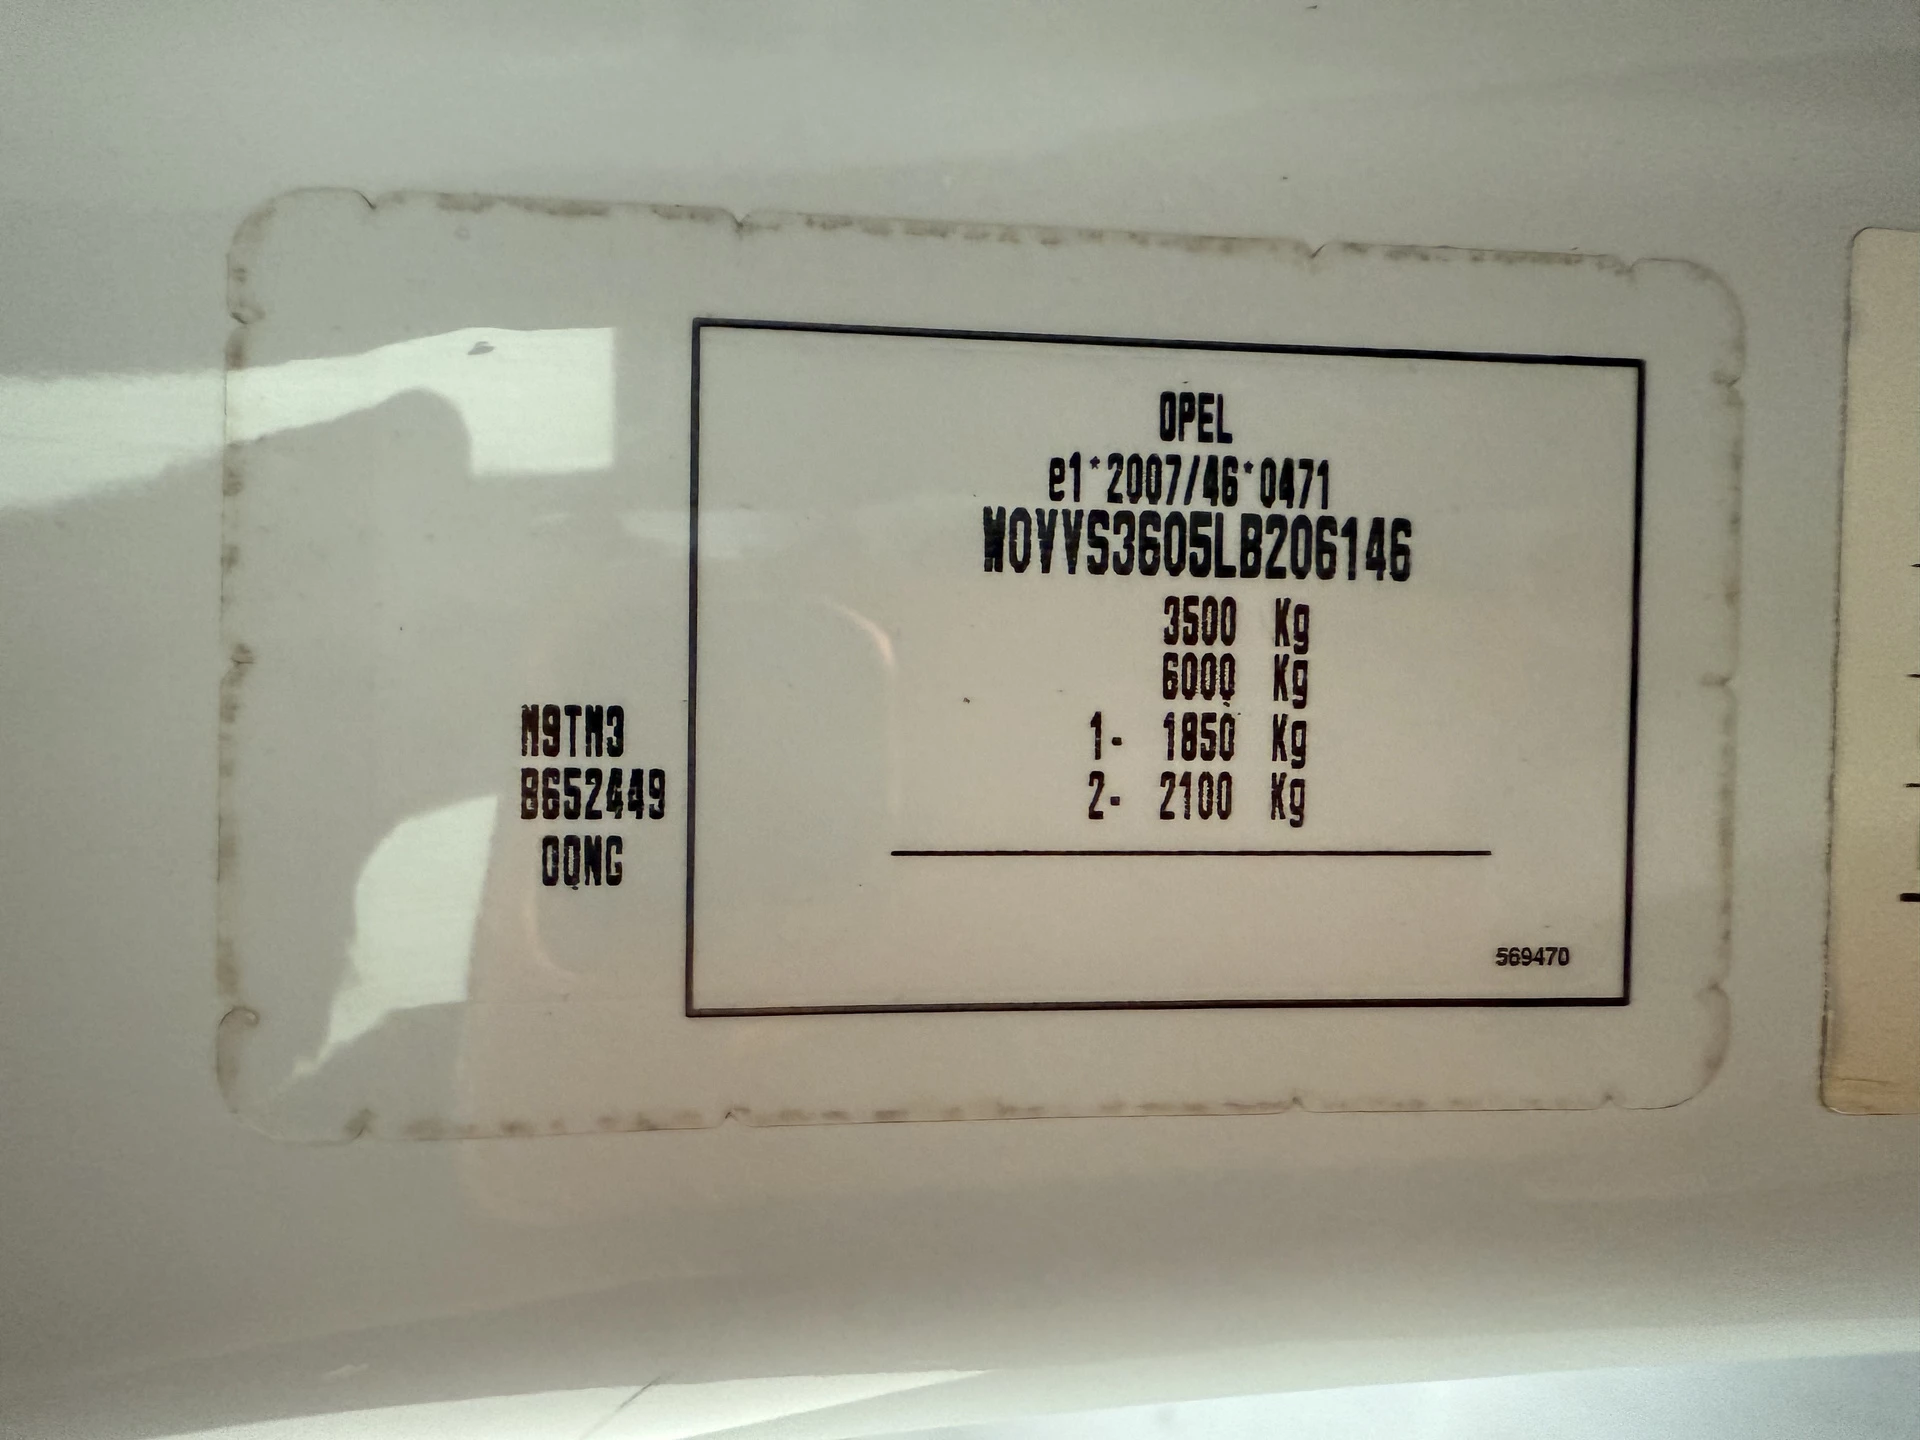 OPEL
e1*2007/46*0471
W0VVS3605LB206146
3500 Kg
6000 Kg
1- 1850 Kg
2- 2100 Kg
M9TM3
B652449
00NG
569470